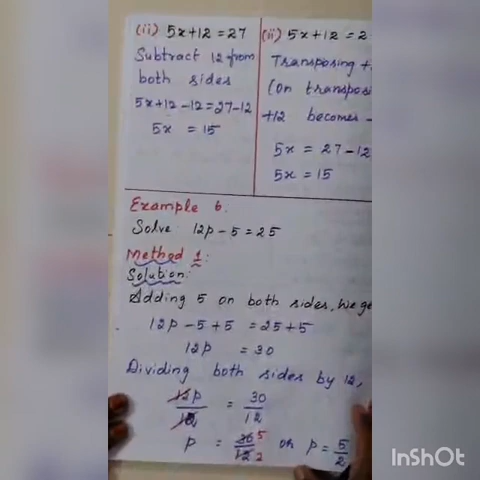 (ii) 5x+12 = 27
Subtract 12 from
both sides
5x+12-12 = 27-12
5x = 15
(ii) 5x+12 = 2
Transposing +
(On transposi
+12 becomes -
5x = 27-12
5x = 15
Example 6.
Solve 12p - 5 = 25
Method 1:
Solution:
Adding 5 on both sides, we ge
12p - 5 + 5 = 25 + 5
12p = 30
Dividing both sides by 12,
12p/12 = 30/12
p = 30/12 5/2 or p = 5/2
InShOt